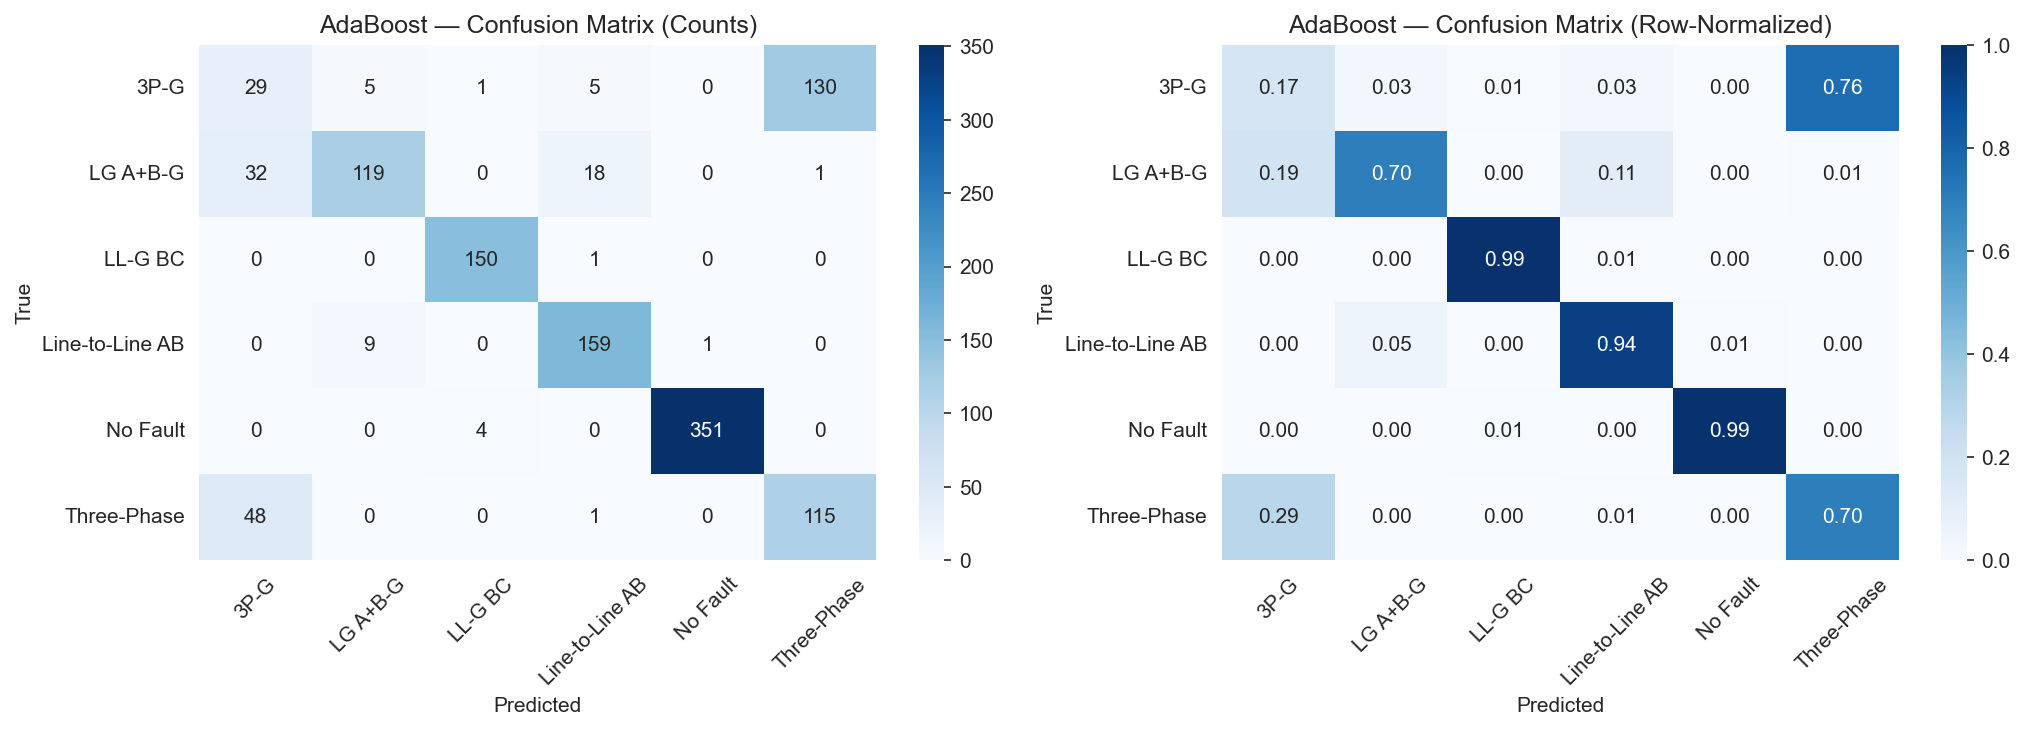 AdaBoost — Confusion Matrix (Counts)
True
3P-G 29 5 1 5 0 130
LG A+B-G 32 119 0 18 0 1
LL-G BC 0 0 150 1 0 0
Line-to-Line AB 0 9 0 159 1 0
No Fault 0 0 4 0 351 0
Three-Phase 48 0 0 1 0 115
3P-G LG A+B-G LL-G BC Line-to-Line AB No Fault Three-Phase
Predicted
350
300
250
200
150
100
50
0
AdaBoost — Confusion Matrix (Row-Normalized)
True
3P-G 0.17 0.03 0.01 0.03 0.00 0.76
LG A+B-G 0.19 0.70 0.00 0.11 0.00 0.01
LL-G BC 0.00 0.00 0.99 0.01 0.00 0.00
Line-to-Line AB 0.00 0.05 0.00 0.94 0.01 0.00
No Fault 0.00 0.00 0.01 0.00 0.99 0.00
Three-Phase 0.29 0.00 0.00 0.01 0.00 0.70
3P-G LG A+B-G LL-G BC Line-to-Line AB No Fault Three-Phase
Predicted
1.0
0.8
0.6
0.4
0.2
0.0